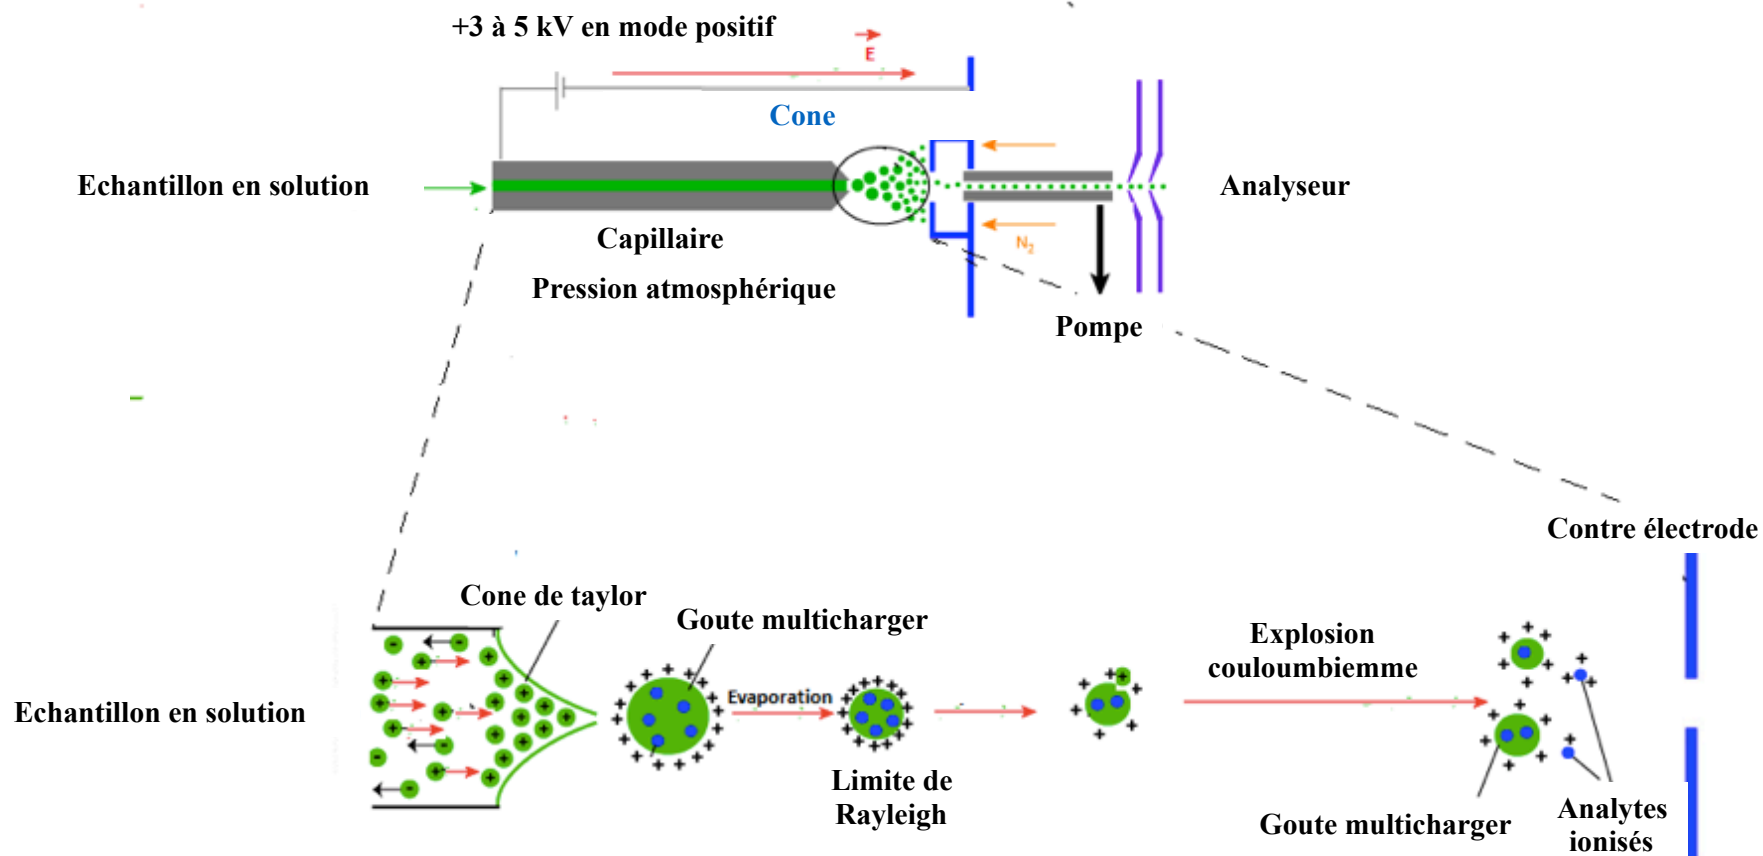 +3 à 5 kV en mode positif
E
Cone
Echantillon en solution
Analyseur
Capillaire
N2
Pression atmosphérique
Pompe
Contre électrode
Cone de taylor
Goute multicharger
Explosion
couloumbiemme
Evaporation
Echantillon en solution
Limite de
Rayleigh
Goute multicharger
Analytes
ionisés